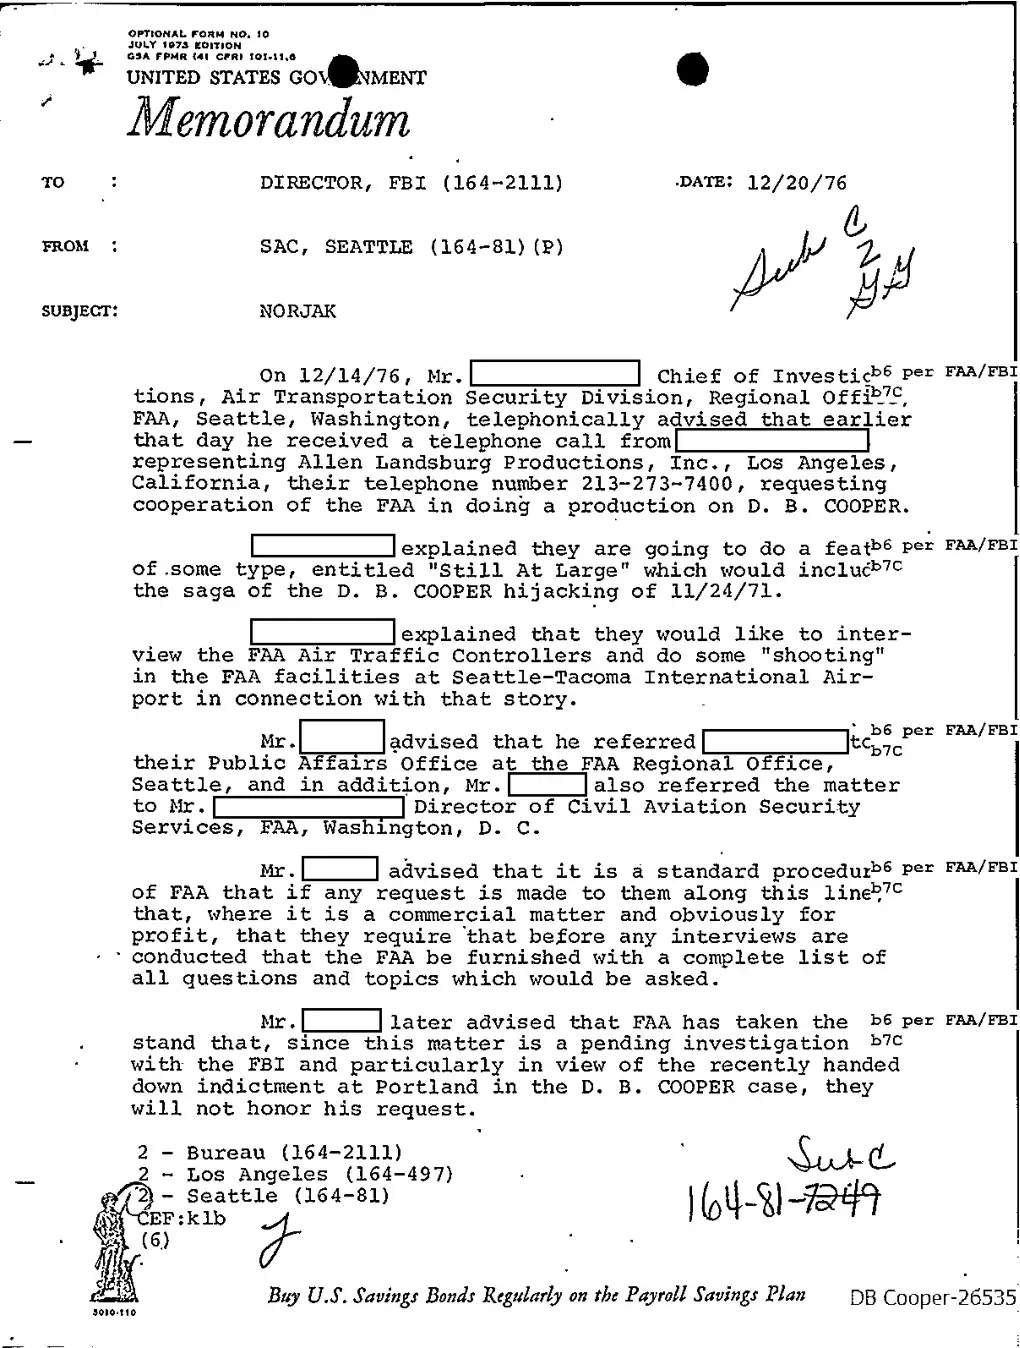 OPTIONAL FORM NO. 10
JULY 1973 EDITION
GSA FPMR (41 CFR) 101-11.6
UNITED STATES GOV NMENT
Memorandum
TO : DIRECTOR, FBI (164-2111) DATE: 12/20/76
FROM : SAC, SEATTLE (164-81)(P)
Sub C
2
SUBJECT: NORJAK
On 12/14/76, Mr. Chief of Investig b6 per FAA/FBI
tions, Air Transportation Security Division, Regional Offi b7C
FAA, Seattle, Washington, telephonically advised that earlier
that day he received a telephone call from
representing Allen Landsburg Productions, Inc., Los Angeles,
California, their telephone number 213-273-7400, requesting
cooperation of the FAA in doing a production on D. B. COOPER.
explained they are going to do a feat b6 per FAA/FBI
of some type, entitled "Still At Large" which would includ b7C
the saga of the D. B. COOPER hijacking of 11/24/71.
explained that they would like to inter-
view the FAA Air Traffic Controllers and do some "shooting"
in the FAA facilities at Seattle-Tacoma International Air-
port in connection with that story.
Mr. advised that he referred to b6 per FAA/FBI
b7C
their Public Affairs Office at the FAA Regional Office,
Seattle, and in addition, Mr. also referred the matter
to Mr. Director of Civil Aviation Security
Services, FAA, Washington, D. C.
Mr. advised that it is a standard procedur b6 per FAA/FBI
of FAA that if any request is made to them along this line, b7C
that, where it is a commercial matter and obviously for
profit, that they require that before any interviews are
conducted that the FAA be furnished with a complete list of
all questions and topics which would be asked.
Mr. later advised that FAA has taken the b6 per FAA/FBI
stand that, since this matter is a pending investigation b7C
with the FBI and particularly in view of the recently handed
down indictment at Portland in the D. B. COOPER case, they
will not honor his request.
2 - Bureau (164-2111)
2 - Los Angeles (164-497)
2 - Seattle (164-81)
CEF:klb
(6)
Sub C
164-81-7249
5010-110
Buy U.S. Savings Bonds Regularly on the Payroll Savings Plan
DB Cooper-26535